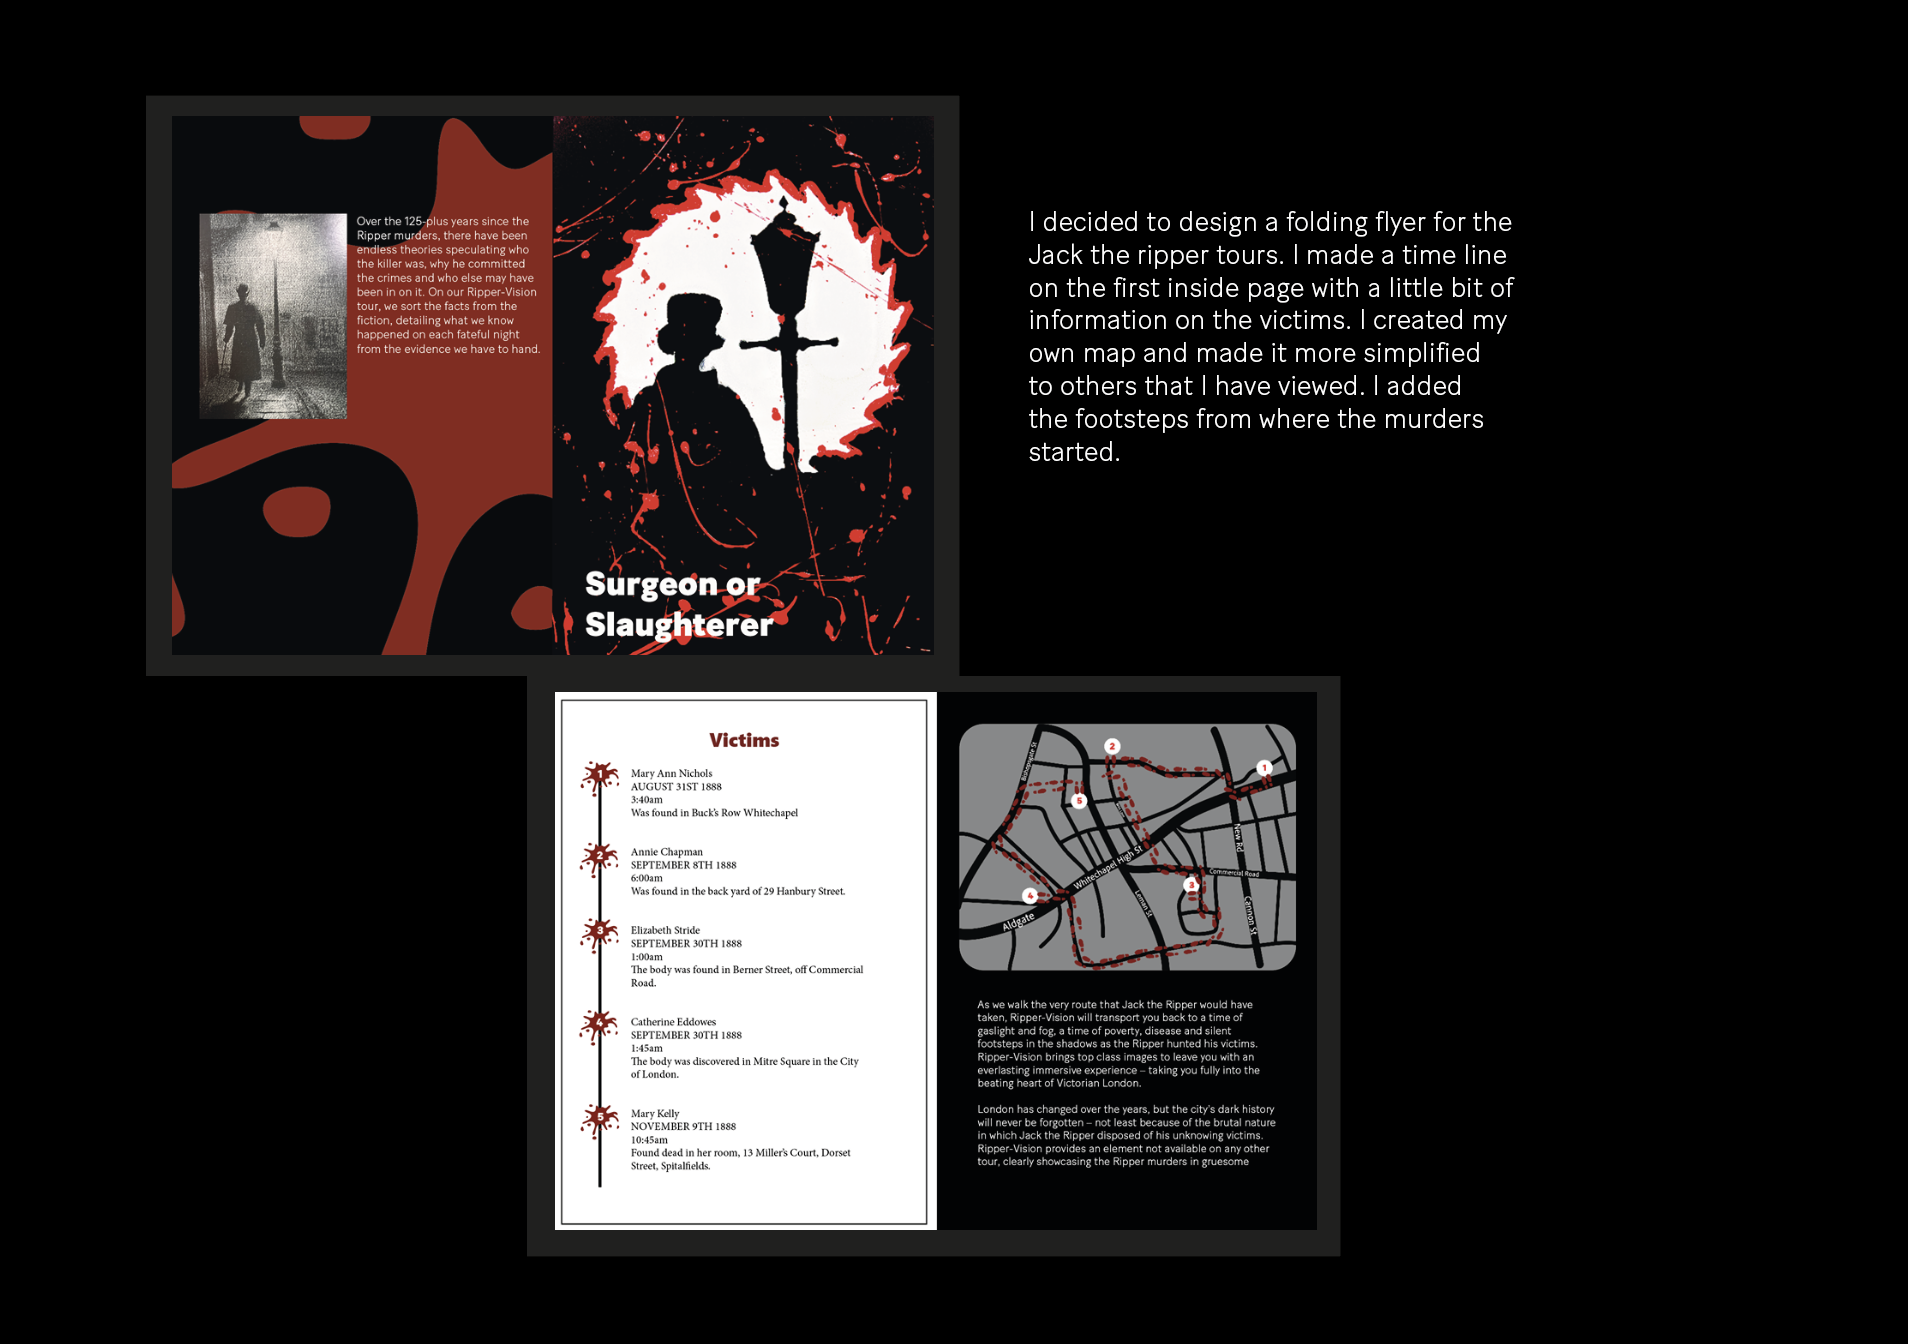 Over the 125-plus years since the
Ripper murders, there have been
endless theories speculating who
the killer was, why he committed
the crimes and who else may have
been in on it. On our Ripper-Vision
tour, we sort the facts from the
fiction, detailing what we know
happened on each fateful night
from the evidence we have to hand.
Surgeon or
Slaughterer
I decided to design a folding flyer for the
Jack the ripper tours. I made a time line
on the first inside page with a little bit of
information on the victims. I created my
own map and made it more simplified
to others that I have viewed. I added
the footsteps from where the murders
started.
Victims
1
Mary Ann Nichols
AUGUST 31ST 1888
3:40am
Was found in Buck's Row Whitechapel
2
Annie Chapman
SEPTEMBER 8TH 1888
6:00am
Was found in the back yard of 29 Hanbury Street.
3
Elizabeth Stride
SEPTEMBER 30TH 1888
1:00am
The body was found in Berner Street, off Commercial
Road.
4
Catherine Eddowes
SEPTEMBER 30TH 1888
1:45am
The body was discovered in Mitre Square in the City
of London.
5
Mary Kelly
NOVEMBER 9TH 1888
10:45am
Found dead in her room, 13 Miller's Court, Dorset
Street, Spitalfields.
2
1
5
New Rd
Whitechapel High St
Commercial Road
3
4
Leman St
Cannon St
Aldgate
As we walk the very route that Jack the Ripper would have
taken, Ripper-Vision will transport you back to a time of
gaslight and fog, a time of poverty, disease and silent
footsteps in the shadows as the Ripper hunted his victims.
Ripper-Vision brings top class images to leave you with an
everlasting immersive experience – taking you fully into the
beating heart of Victorian London.
London has changed over the years, but the city's dark history
will never be forgotten – not least because of the brutal nature
in which Jack the Ripper disposed of his unknowing victims.
Ripper-Vision provides an element not available on any other
tour, clearly showcasing the Ripper murders in gruesome